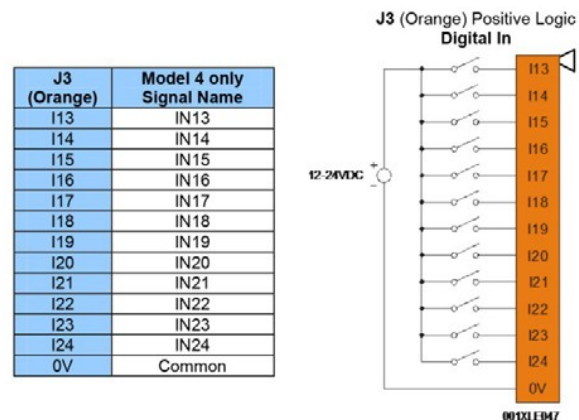 J3 (Orange) Positive Logic
Digital In
J3 (Orange) Model 4 only Signal Name
I13 IN13
I14 IN14
I15 IN15
I16 IN16
I17 IN17
I18 IN18
I19 IN19
I20 IN20
I21 IN21
I22 IN22
I23 IN23
I24 IN24
0V Common
12-24VDC
+
−
I13
I14
I15
I16
I17
I18
I19
I20
I21
I22
I23
I24
0V
001XLE047